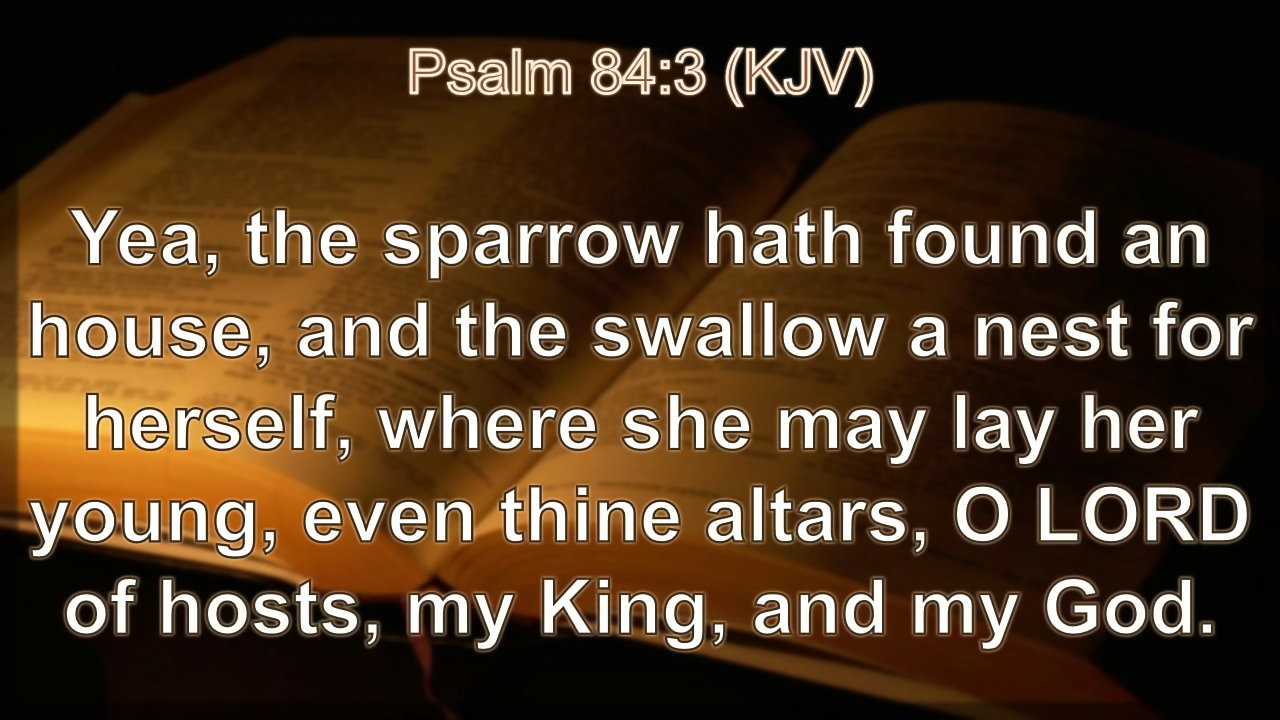 Psalm 84:3 (KJV)
Yea, the sparrow hath found an
house, and the swallow a nest for
herself, where she may lay her
young, even thine altars, O LORD
of hosts, my King, and my God.